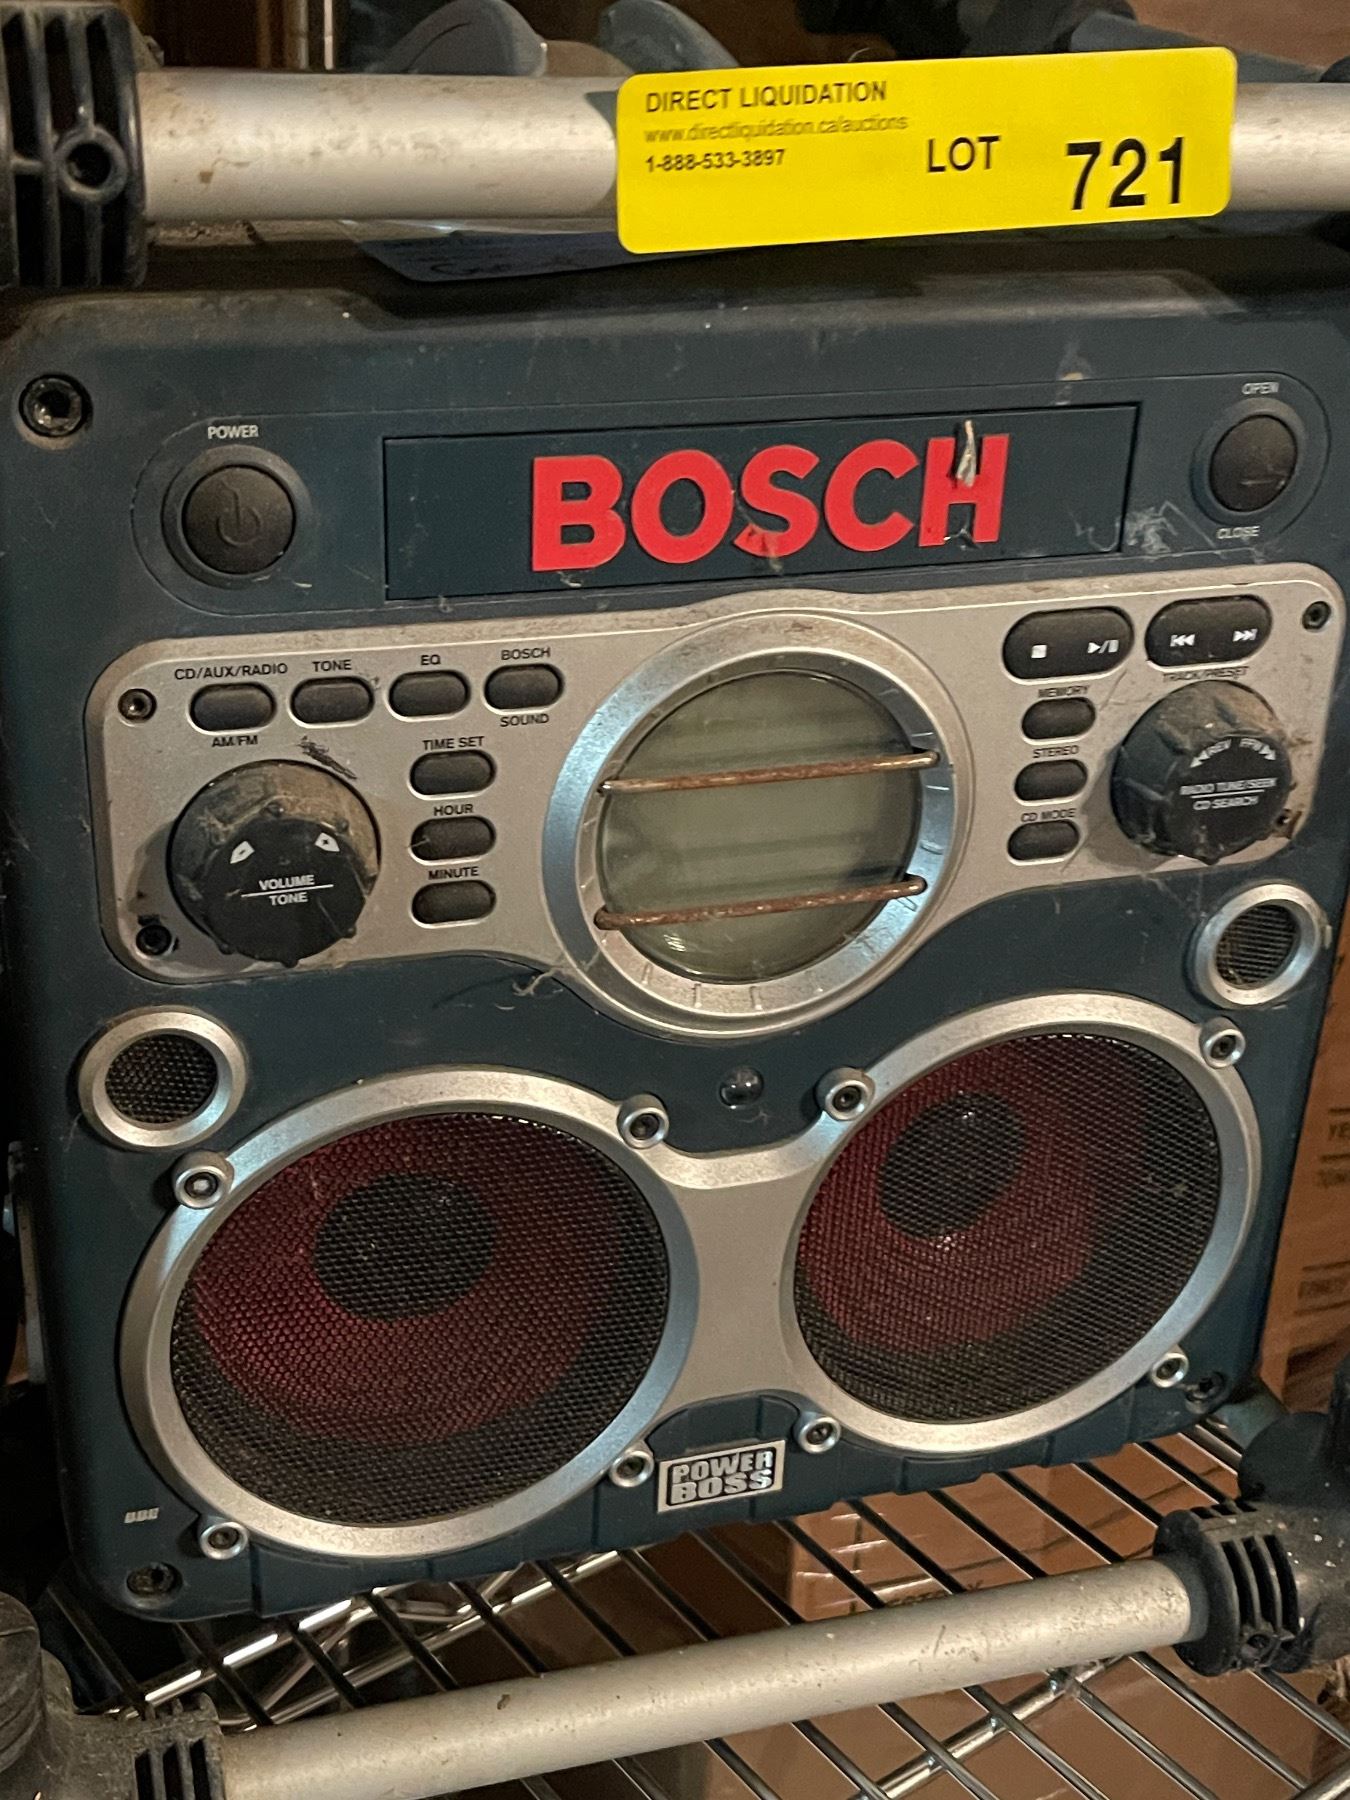 DIRECT LIQUIDATION
www.directliquidation.ca/auctions
1-888-533-3897
LOT 721
POWER
BOSCH
OPEN
CLOSE
CD/AUX/RADIO
TONE
EQ
BOSCH
AM/FM
SOUND
TIME SET
HOUR
MINUTE
VOLUME
TONE
TRACK/PRESET
MEMORY
STEREO
CD MODE
REV FFW
RADIO TUNE/SEEK
CD SEARCH
POWER
BOSS